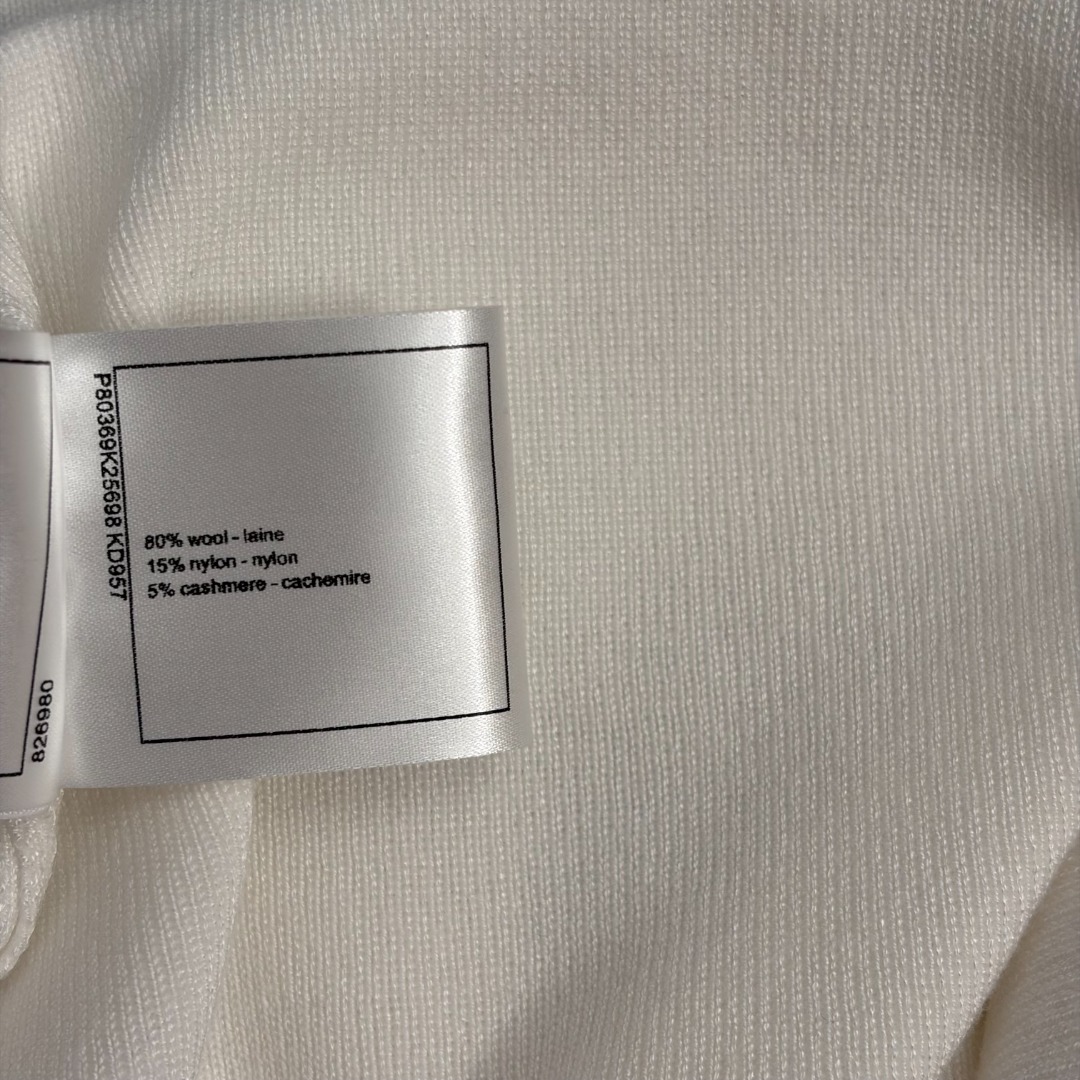 P80369K25698 KD957
80% wool - laine
15% nylon - nylon
5% cashmere - cachemire
826980